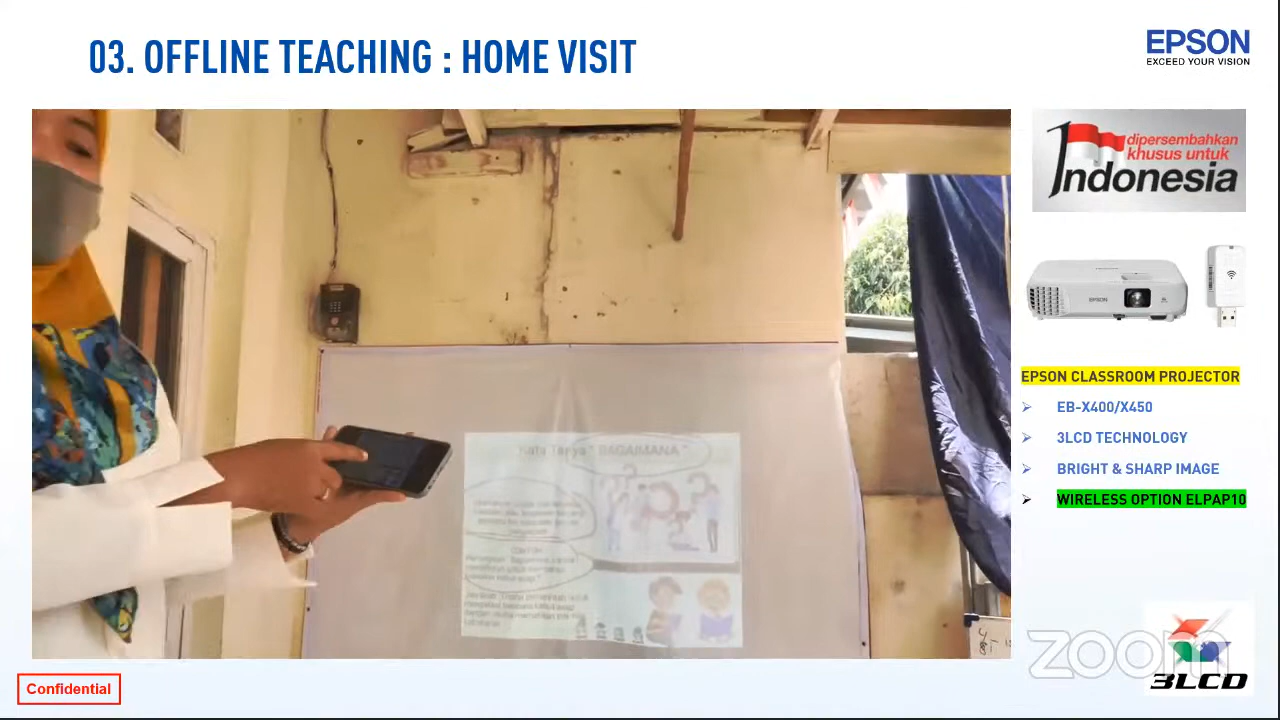 03. OFFLINE TEACHING : HOME VISIT
EPSON
EXCEED YOUR VISION
dipersembahkan
khusus untuk
Indonesia
EPSON
EPSON CLASSROOM PROJECTOR
EB-X400/X450
3LCD TECHNOLOGY
BRIGHT & SHARP IMAGE
WIRELESS OPTION ELPAP10
Kata Tanya " BAGAIMANA "
zoom
3LCD
Confidential